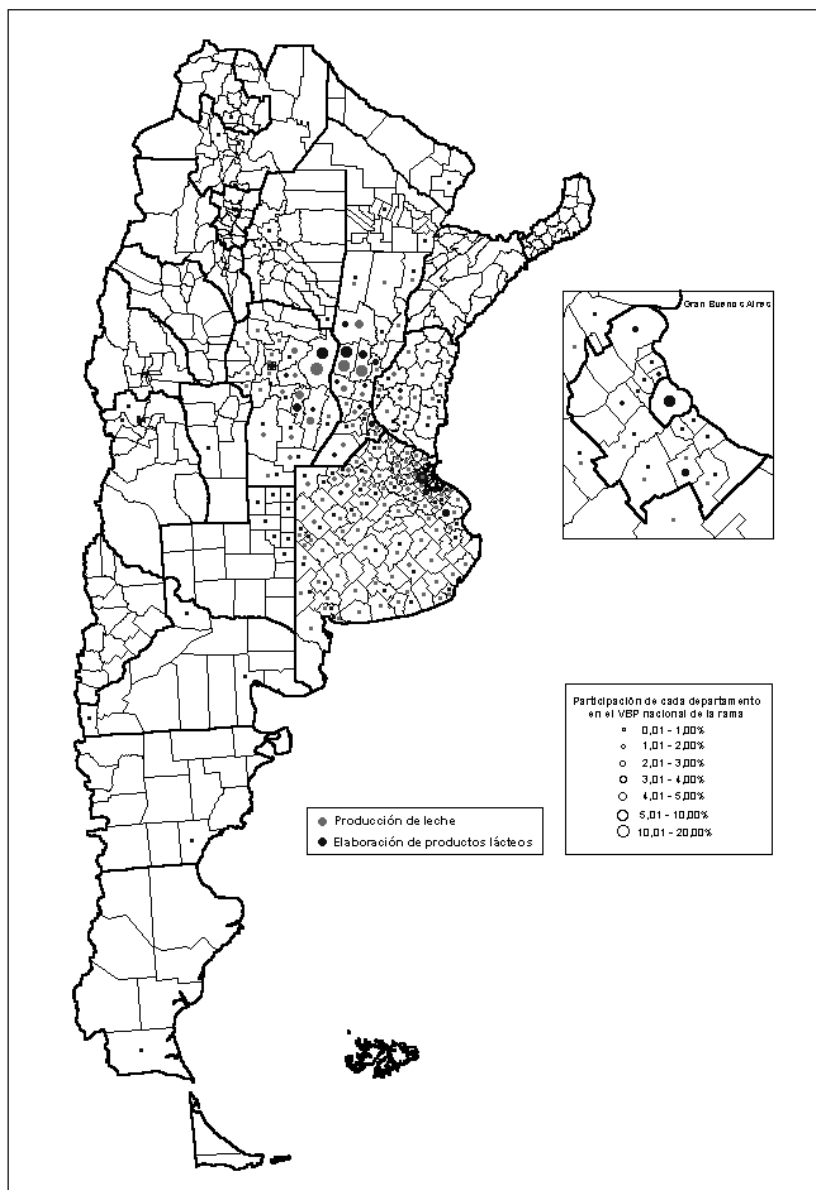 Gran Buenos Aires
Participación de cada departamento
en el VBP nacional de la rama
0,01 - 1,00%
1,01 - 2,00%
2,01 - 3,00%
3,01 - 4,00%
4,01 - 5,00%
5,01 - 10,00%
10,01 - 20,00%
Producción de leche
Elaboración de productos lácteos